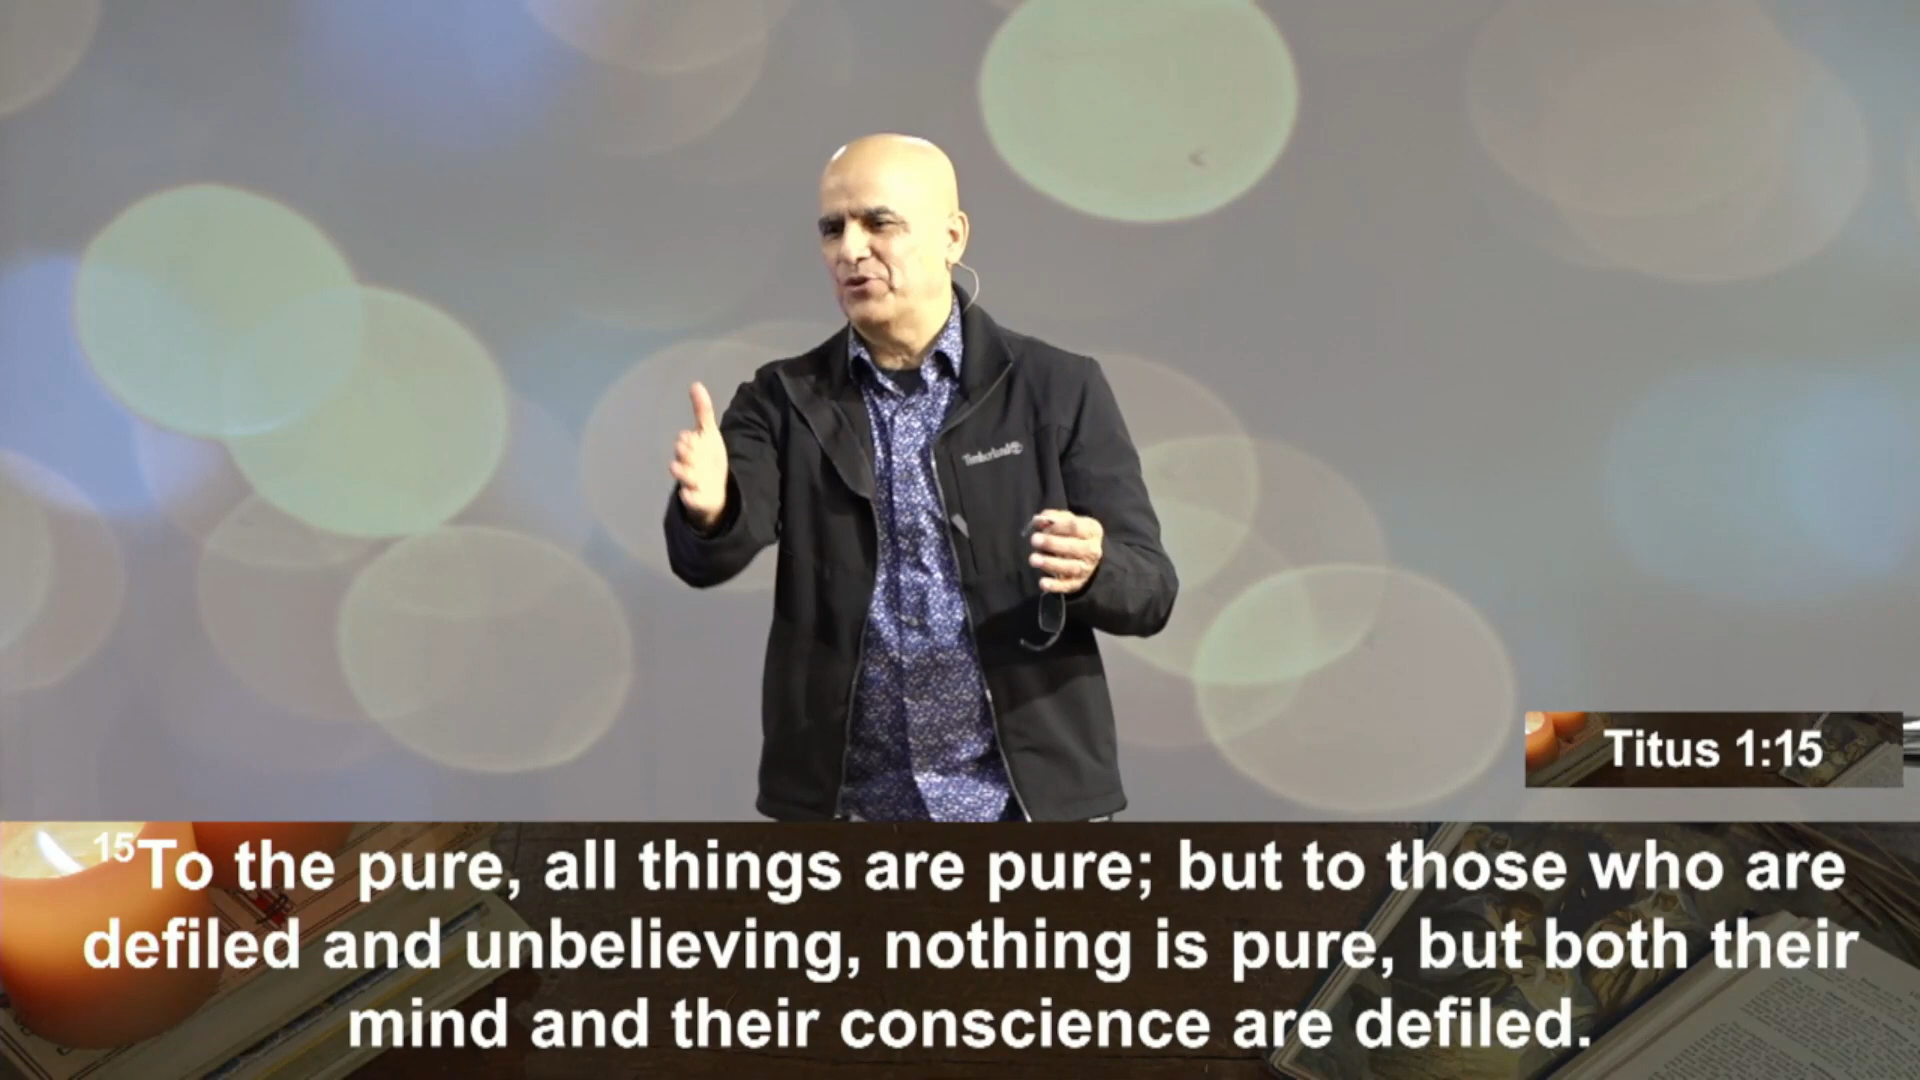 Timberland
Titus 1:15
15To the pure, all things are pure; but to those who are
defiled and unbelieving, nothing is pure, but both their
mind and their conscience are defiled.